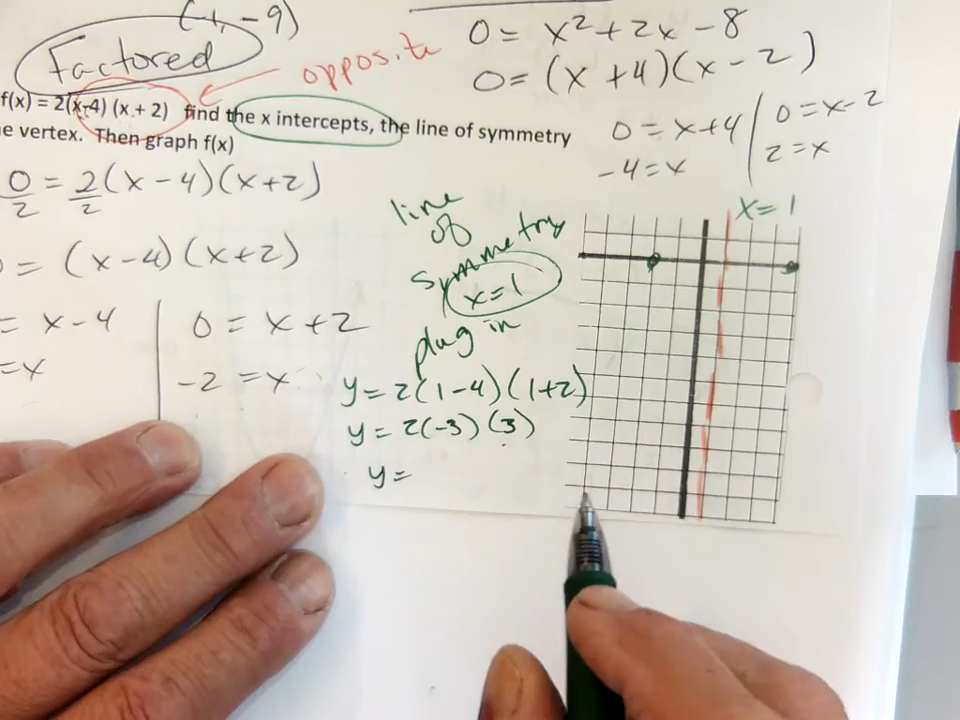 -9)
Factored
opposite
0 = x² + 2x - 8
0 = (x + 4)(x - 2)
0 = x + 4 | 0 = x - 2
-4 = x | 2 = x
f(x) = 2(x-4) (x + 2) find the x intercepts, the line of symmetry
e vertex. Then graph f(x)
0/2 = 2/2 (x - 4)(x + 2)
= (x - 4)(x + 2)
= x - 4 | 0 = x + 2
= x | -2 = x
line
of
symmetry
x = 1
plug in
y = 2(1 - 4)(1 + 2)
y = 2(-3)(3)
y =
x = 1